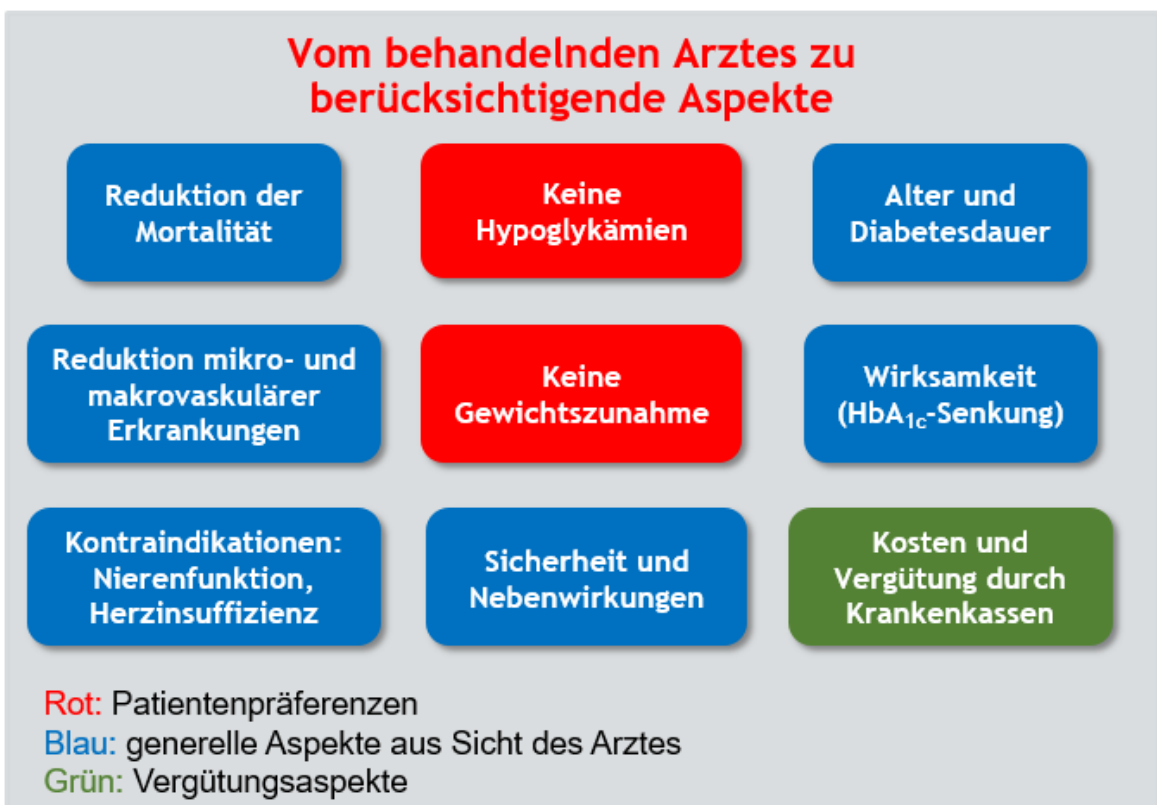 Vom behandelnden Arztes zu
berücksichtigende Aspekte
Reduktion der
Mortalität
Keine
Hypoglykämien
Alter und
Diabetesdauer
Reduktion mikro- und
makrovaskulärer
Erkrankungen
Keine
Gewichtszunahme
Wirksamkeit
(HbA1c-Senkung)
Kontraindikationen:
Nierenfunktion,
Herzinsuffizienz
Sicherheit und
Nebenwirkungen
Kosten und
Vergütung durch
Krankenkassen
Rot: Patientenpräferenzen
Blau: generelle Aspekte aus Sicht des Arztes
Grün: Vergütungsaspekte